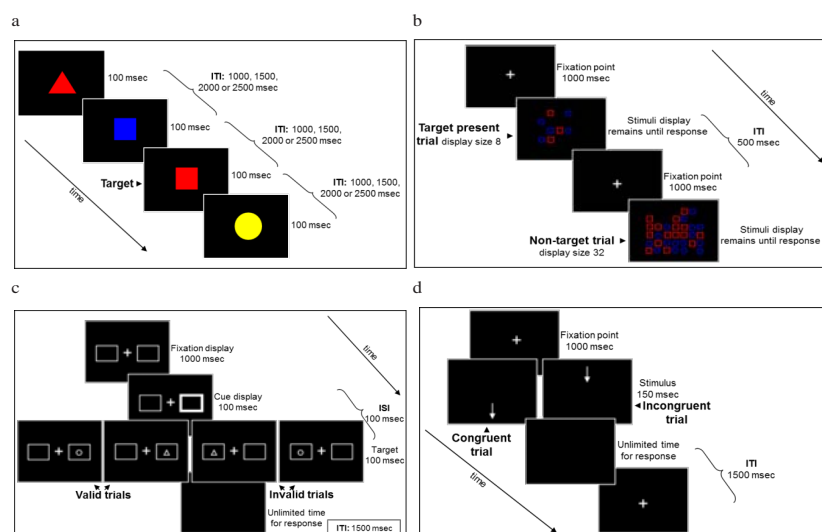 a
100 msec
ITI: 1000, 1500,
2000 or 2500 msec
100 msec
ITI: 1000, 1500,
2000 or 2500 msec
Target
100 msec
ITI: 1000, 1500,
2000 or 2500 msec
100 msec
time
b
Fixation point
1000 msec
time
Target present
trial display size 8
Stimuli display
remains until response
ITI
500 msec
Fixation point
1000 msec
Non-target trial
display size 32
Stimuli display
remains until response
c
Fixation display
1000 msec
time
Cue display
100 msec
ISI
100 msec
Target
100 msec
Valid trials
Invalid trials
Unlimited time
for response
ITI: 1500 msec
d
Fixation point
1000 msec
Stimulus
150 msec
Incongruent
trial
Congruent
trial
Unlimited time
for response
ITI
1500 msec
time